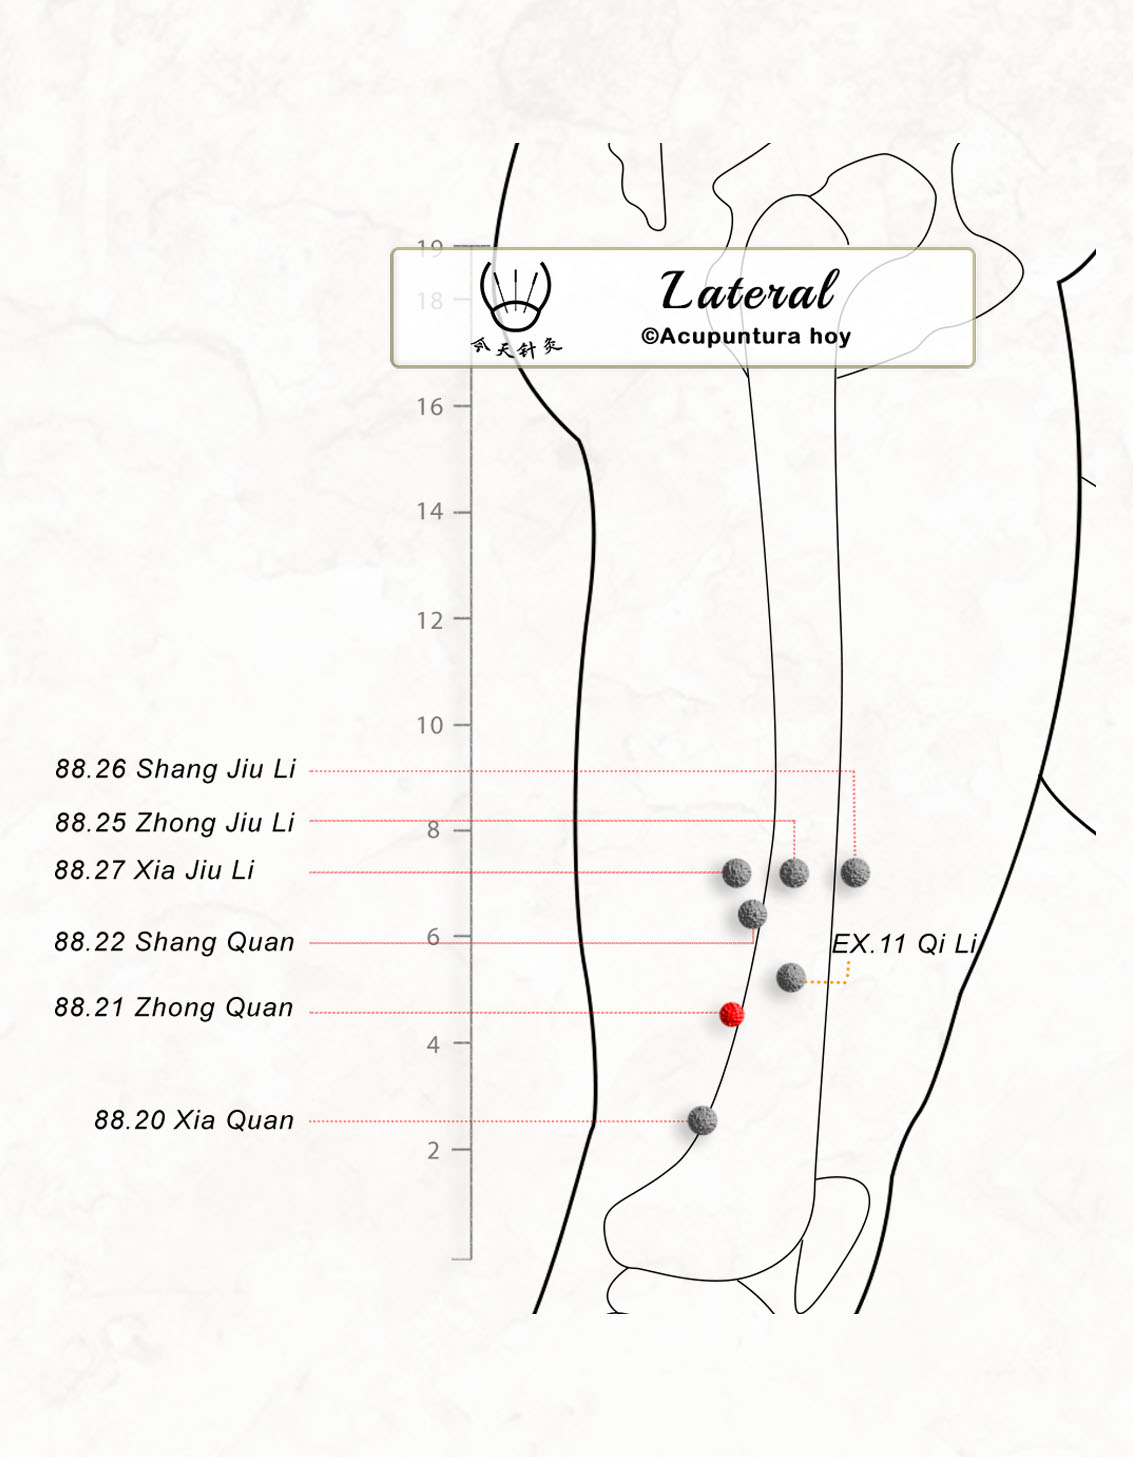 19
18
Lateral
©Acupuntura hoy
今天针灸
16
14
12
10
88.26 Shang Jiu Li
88.25 Zhong Jiu Li
8
88.27 Xia Jiu Li
88.22 Shang Quan
6
EX.11 Qi Li
88.21 Zhong Quan
4
88.20 Xia Quan
2